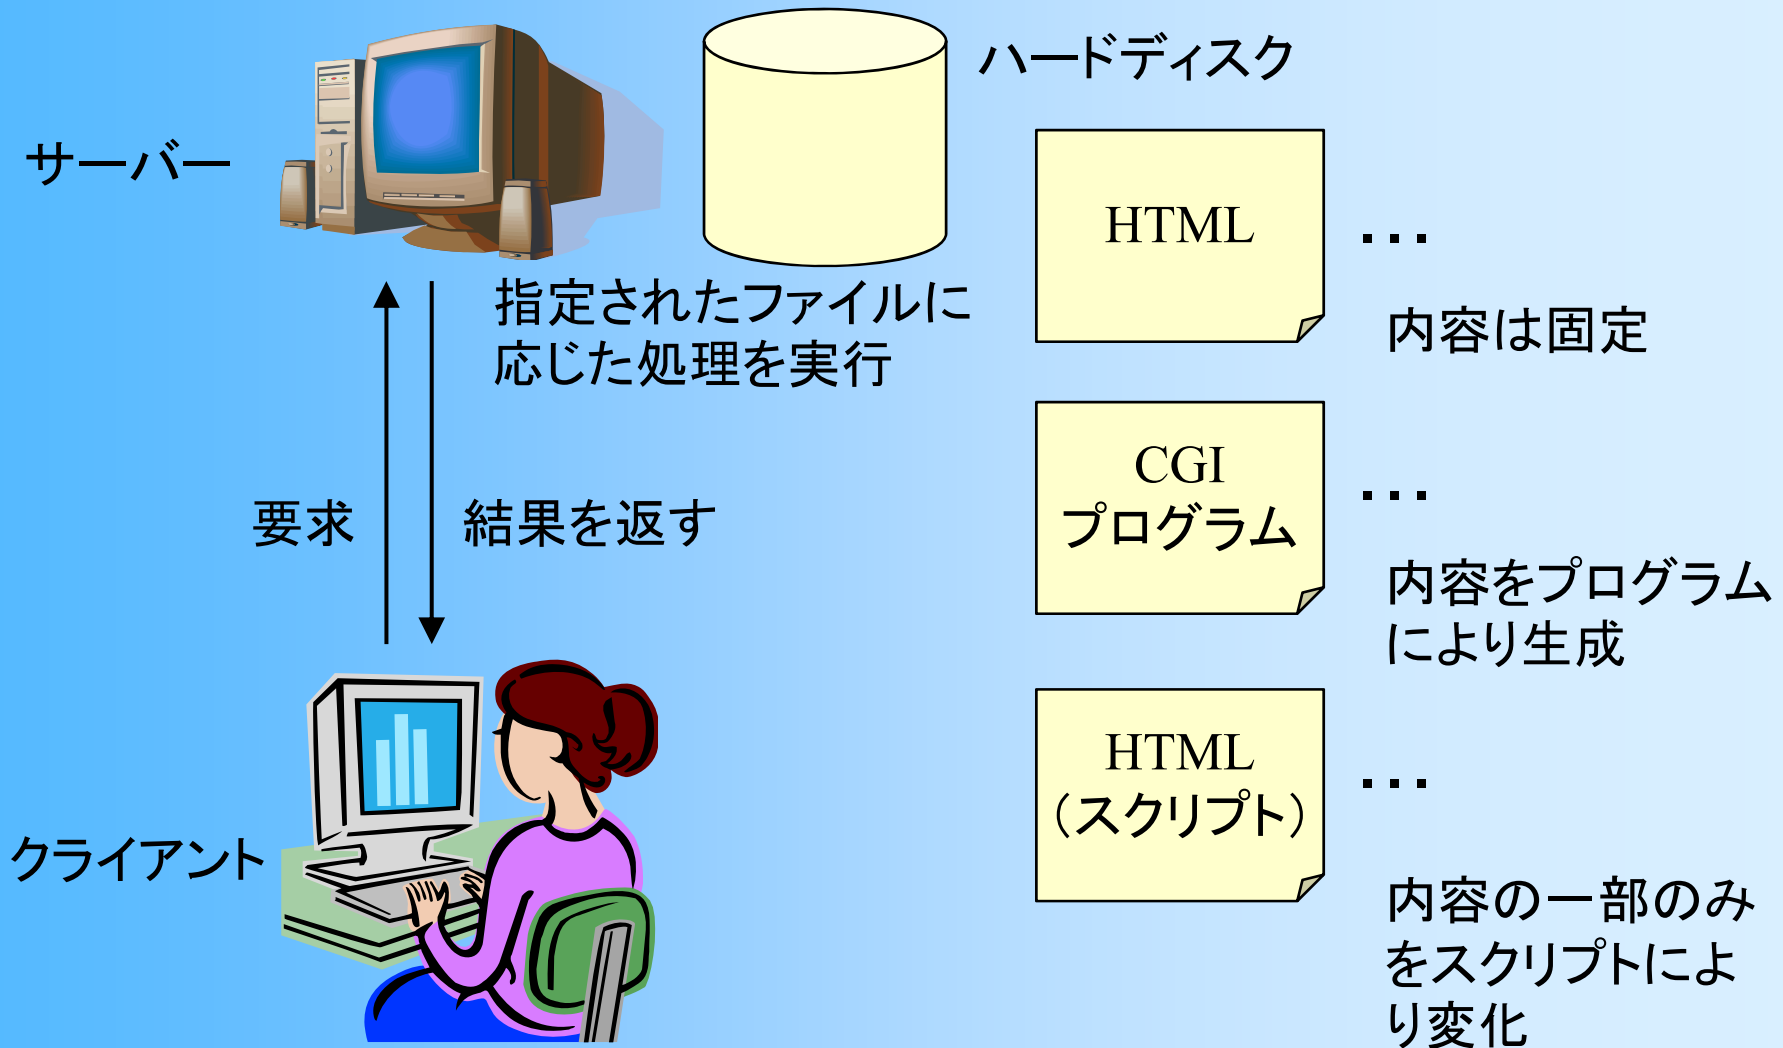 ハードディスク
サーバー
HTML
...
指定されたファイルに
応じた処理を実行
内容は固定
CGI
プログラム
...
要求
結果を返す
内容をプログラム
により生成
HTML
(スクリプト)
...
クライアント
内容の一部のみ
をスクリプトによ
り変化